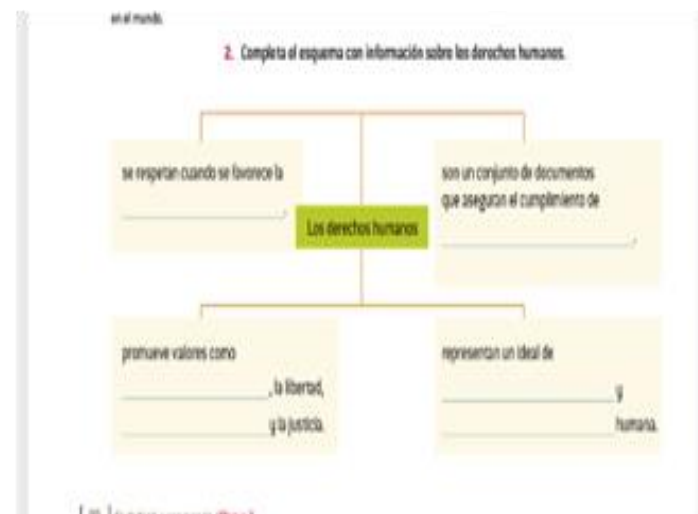 en el mundo.
2. Completa el esquema con información sobre los derechos humanos.
se respetan cuando se favorece la
son un conjunto de documentos
que aseguran el cumplimiento de
Los derechos humanos
promueve valores como
, la libertad,
y la justicia.
representan un ideal de
y
humana.